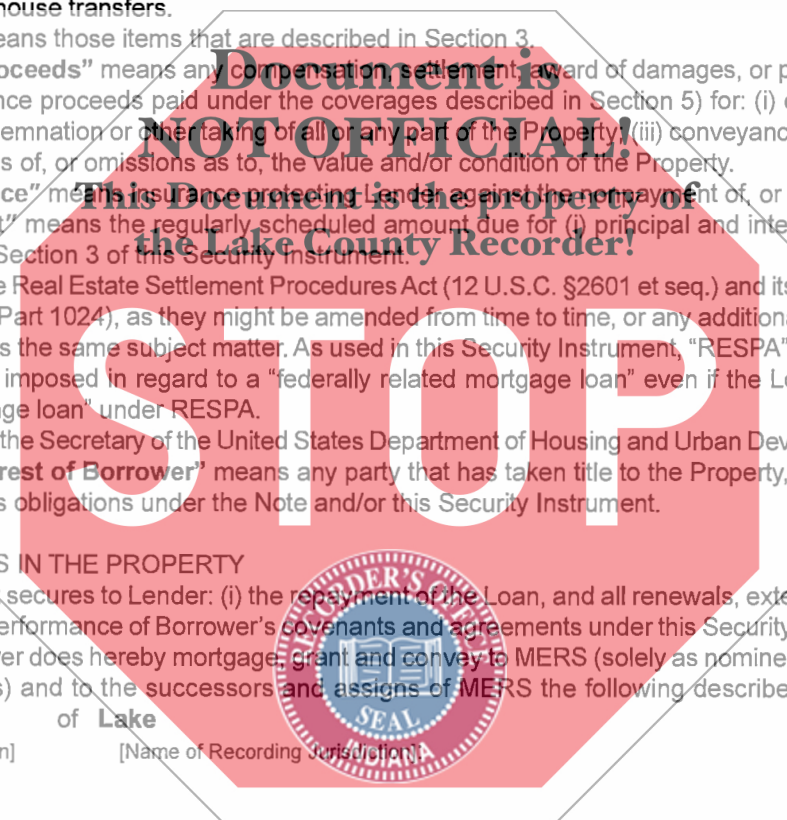 house transfers.
eans those items that are described in Section 3.
Document is
oceeds” means any compensation, settlement, award of damages, or p
nce proceeds paid under the coverages described in Section 5) for: (i)
emnation or other taking of all or any part of the Property; (iii) conveyanc
NOT OFFICIAL!
s of, or omissions as to, the value and/or condition of the Property.
ce” means insurance protecting Lender against the nonpayment of, or
This Document is the property of
t” means the regularly scheduled amount due for (i) principal and inte
the Lake County Recorder!
Section 3 of this Security Instrument.
e Real Estate Settlement Procedures Act (12 U.S.C. §2601 et seq.) and its
Part 1024), as they might be amended from time to time, or any additiona
s the same subject matter. As used in this Security Instrument, “RESPA”
imposed in regard to a “federally related mortgage loan” even if the Lo
ge loan” under RESPA.
the Secretary of the United States Department of Housing and Urban Dev
rest of Borrower” means any party that has taken title to the Property,
s obligations under the Note and/or this Security Instrument.
STOP
S IN THE PROPERTY
secures to Lender: (i) the repayment of the Loan, and all renewals, exte
erformance of Borrower’s covenants and agreements under this Security
er does hereby mortgage, grant and convey to MERS (solely as nomine
s) and to the successors and assigns of MERS the following describe
of Lake
n] [Name of Recording Jurisdiction]:
RECORDER'S OFFICE
SEAL
INDIANA